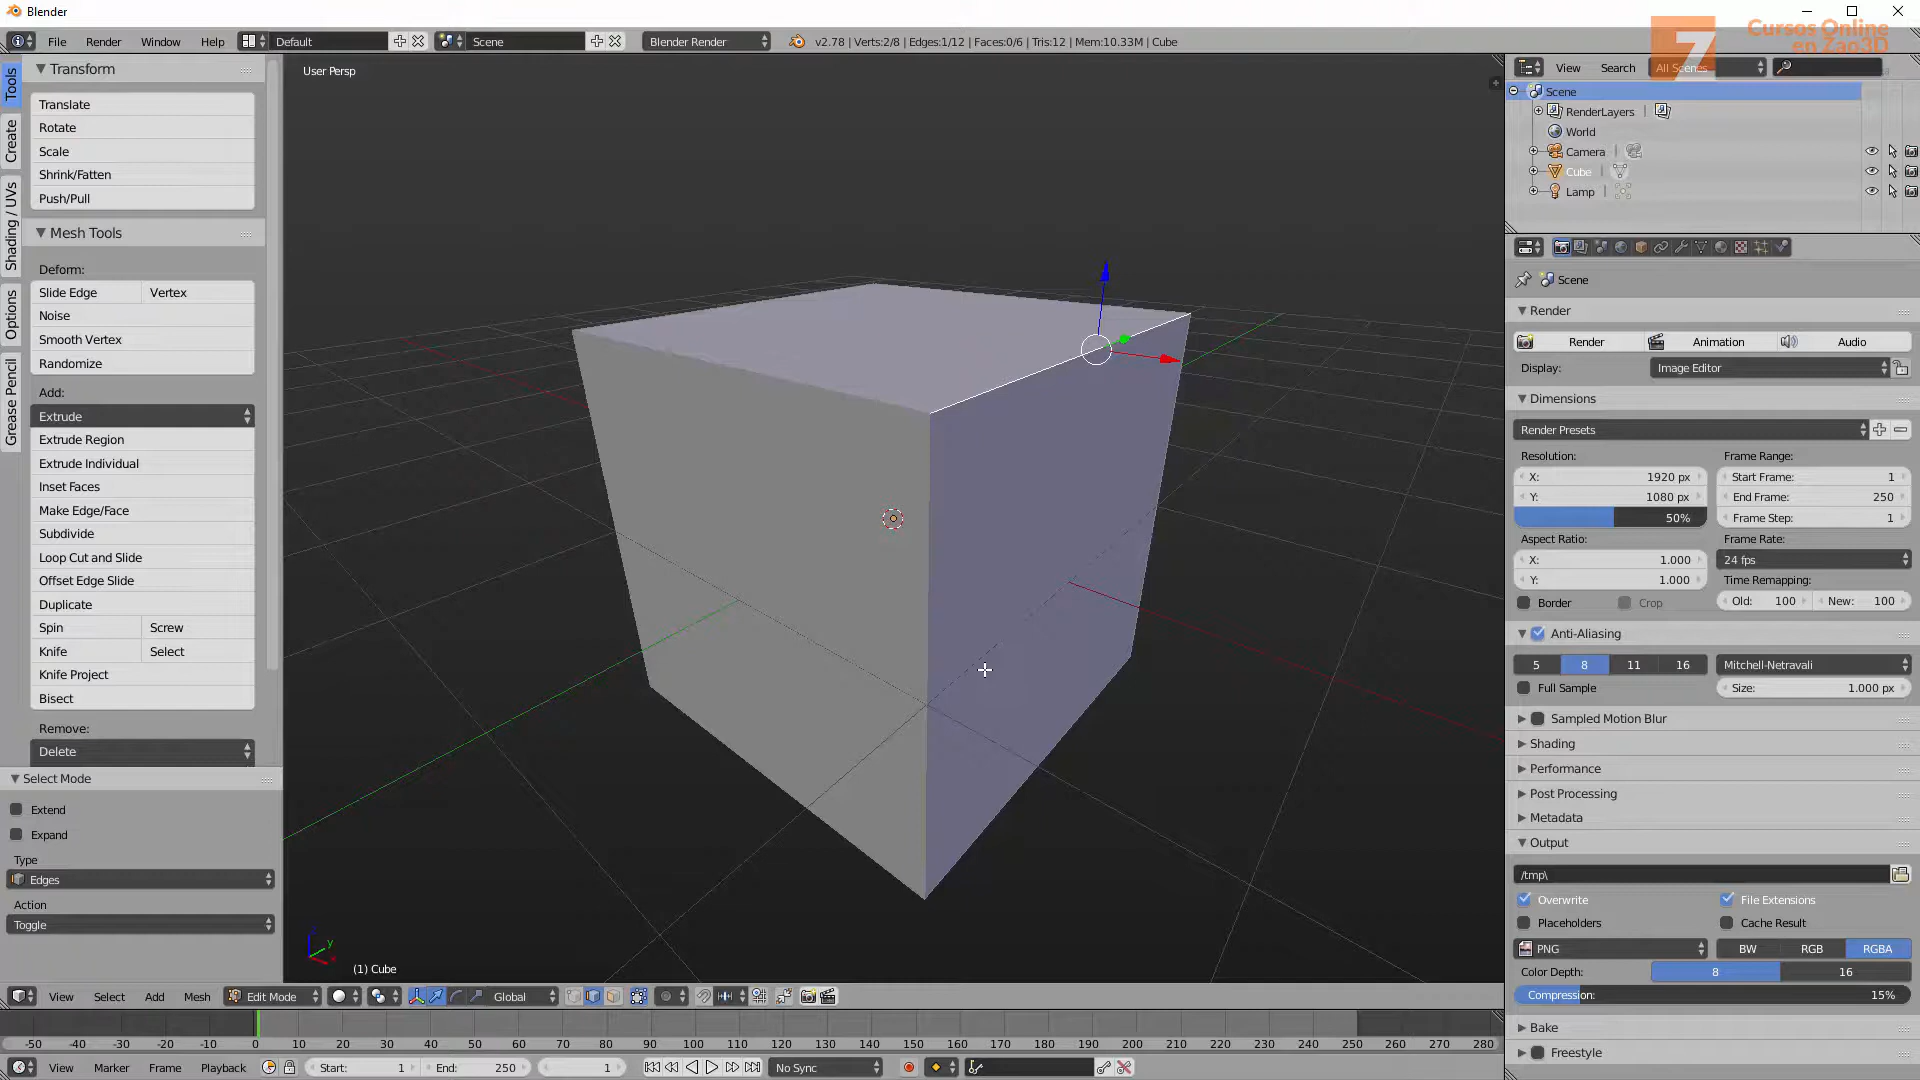 Blender
File Render Window Help Default Scene Blender Render v2.78 | Verts:2/8 | Edges:1/12 | Faces:0/6 | Tris:12 | Mem:10.33M | Cube
Cursos Online
en Zao3D
7
Tools
Create
Shading / UVs
Options
Grease Pencil
Transform
Translate
Rotate
Scale
Shrink/Fatten
Push/Pull
Mesh Tools
Deform:
Slide Edge Vertex
Noise
Smooth Vertex
Randomize
Add:
Extrude
Extrude Region
Extrude Individual
Inset Faces
Make Edge/Face
Subdivide
Loop Cut and Slide
Offset Edge Slide
Duplicate
Spin Screw
Knife Select
Knife Project
Bisect
Remove:
Delete
Select Mode
Extend
Expand
Type
Edges
Action
Toggle
User Persp
z
y
x
(1) Cube
View Select Add Mesh Edit Mode Global
-50 -40 -30 -20 -10 0 10 20 30 40 50 60 70 80 90 100 110 120 130 140 150 160 170 180 190 200 210 220 230 240 250 260 270 280
View Marker Frame Playback Start: 1 End: 250 1 No Sync
View Search All Scenes
Scene
RenderLayers
World
Camera
Cube
Lamp
Scene
Render
Render Animation Audio
Display: Image Editor
Dimensions
Render Presets
Resolution: Frame Range:
X: 1920 px Start Frame: 1
Y: 1080 px End Frame: 250
50% Frame Step: 1
Aspect Ratio: Frame Rate:
X: 1.000 24 fps
Y: 1.000 Time Remapping:
Border Crop Old: 100 New: 100
Anti-Aliasing
5 8 11 16 Mitchell-Netravali
Full Sample Size: 1.000 px
Sampled Motion Blur
Shading
Performance
Post Processing
Metadata
Output
/tmp\
Overwrite File Extensions
Placeholders Cache Result
PNG BW RGB RGBA
Color Depth: 8 16
Compression: 15%
Bake
Freestyle